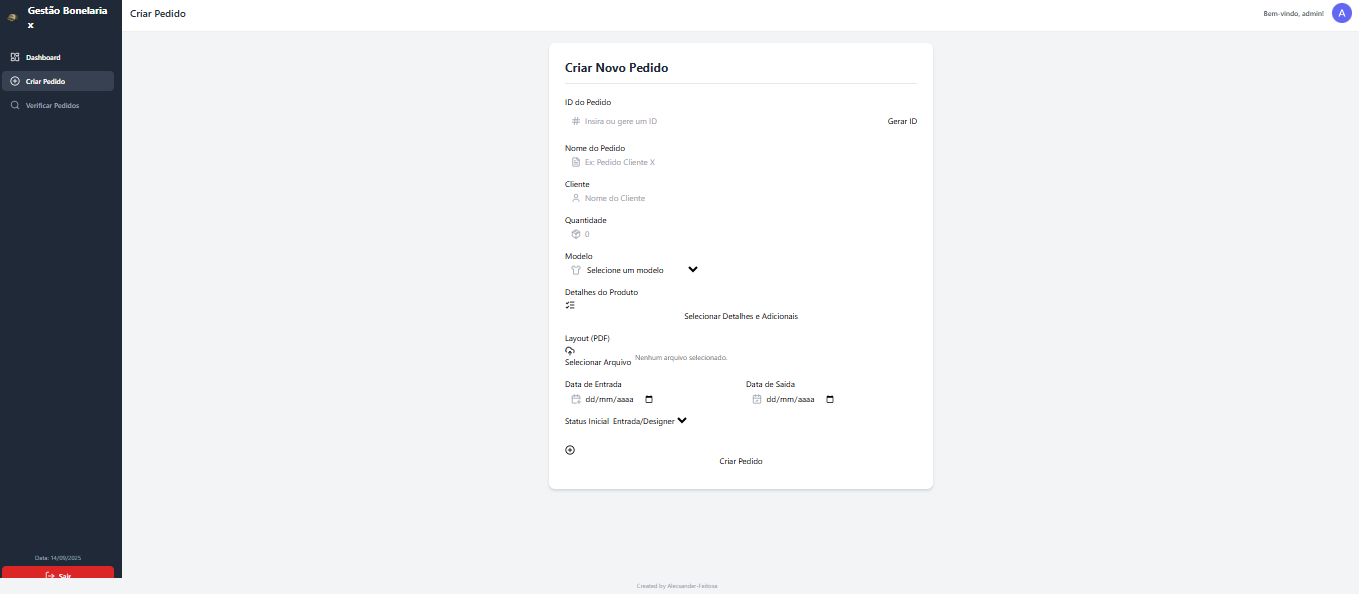 Gestão Bonelaria
x
Criar Pedido
Bem-vindo, admin!
A
Dashboard
Criar Pedido
Verificar Pedidos
Criar Novo Pedido
ID do Pedido
Insira ou gere um ID
Gerar ID
Nome do Pedido
Ex: Pedido Cliente X
Cliente
Nome do Cliente
Quantidade
0
Modelo
Selecione um modelo
Detalhes do Produto
Selecionar Detalhes e Adicionais
Layout (PDF)
Selecionar Arquivo Nenhum arquivo selecionado.
Data de Entrada
Data de Saída
dd/mm/aaaa
dd/mm/aaaa
Status Inicial Entrada/Designer
Criar Pedido
Data: 14/09/2025
Sair
Created by Alecsander-Feitosa